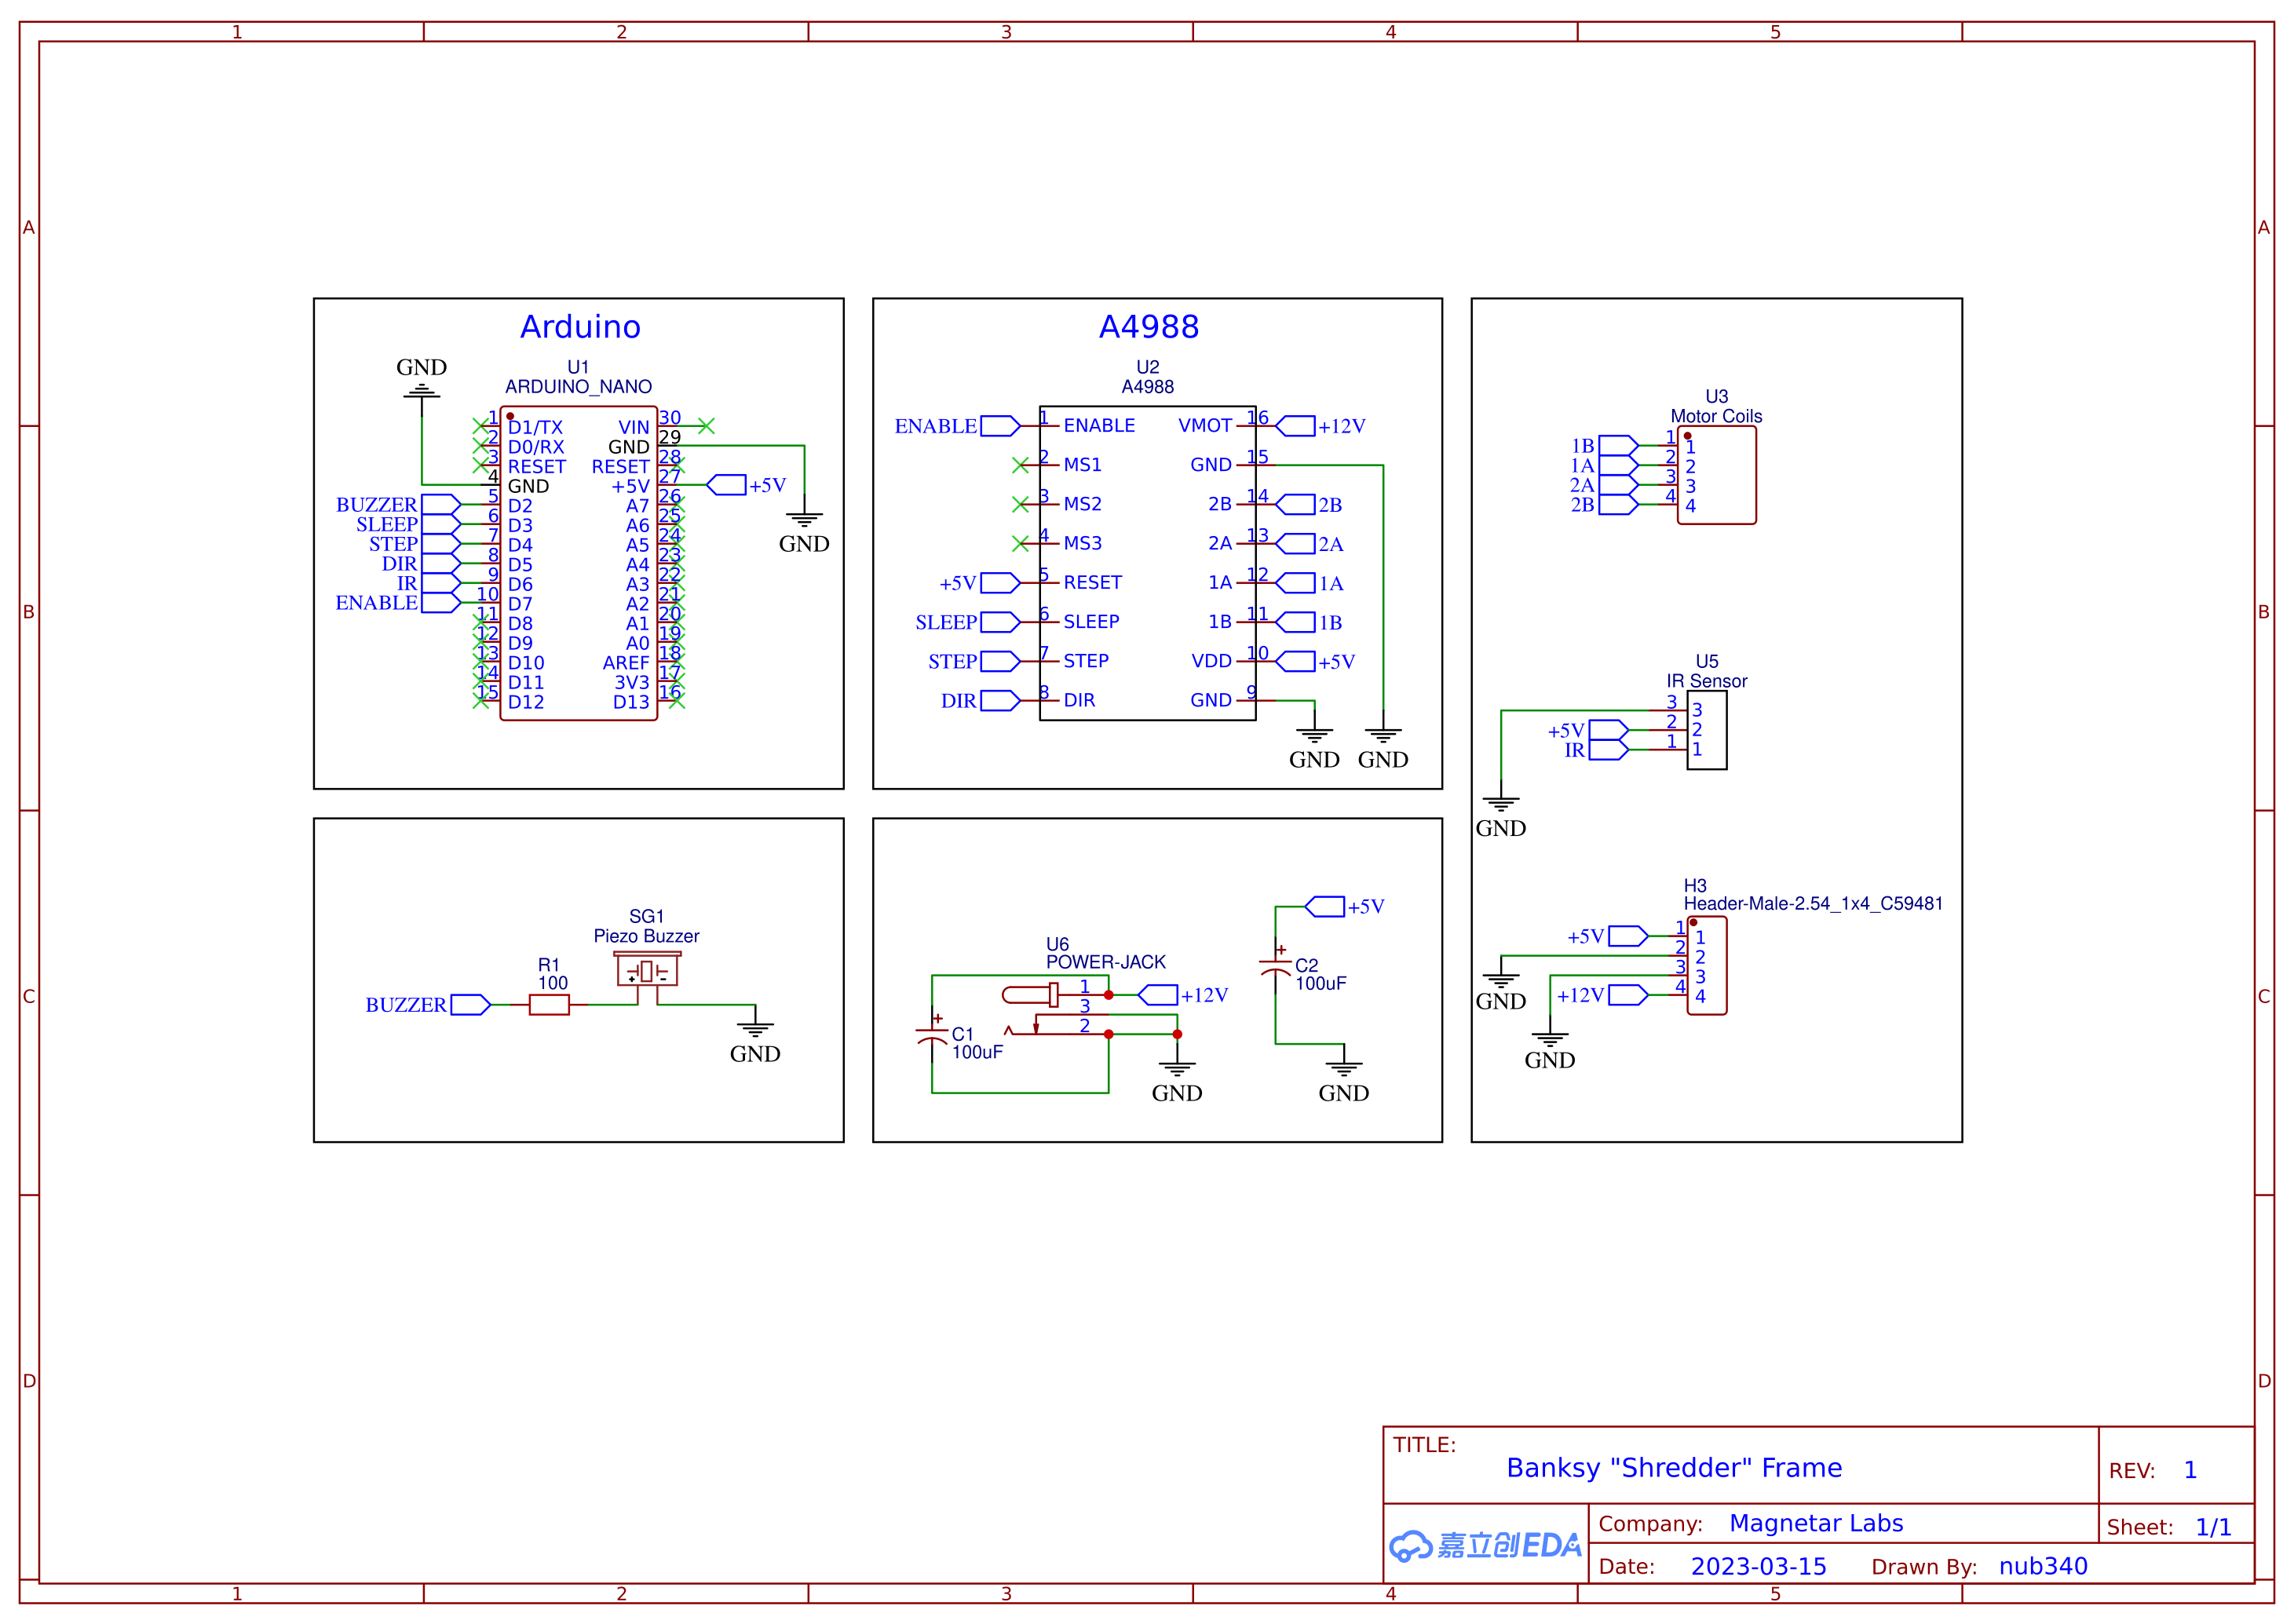 1 2 3 4 5
A A
B B
C C
D D
1 2 3 4 5
Arduino
U1
ARDUINO_NANO
GND
1 D1/TX
2 D0/RX
3 RESET
4 GND
BUZZER 5 D2
SLEEP 6 D3
STEP 7 D4
DIR 8 D5
IR 9 D6
ENABLE 10 D7
11 D8
12 D9
13 D10
14 D11
15 D12
VIN 30
GND 29
RESET 28
+5V 27 +5V
A7 26
A6 25
A5 24
A4 23
A3 22
A2 21
A1 20
A0 19
AREF 18
3V3 17
D13 16
GND
A4988
U2
A4988
ENABLE 1 ENABLE
2 MS1
3 MS2
4 MS3
+5V 5 RESET
SLEEP 6 SLEEP
STEP 7 STEP
DIR 8 DIR
VMOT 16 +12V
GND 15
2B 14 2B
2A 13 2A
1A 12 1A
1B 11 1B
VDD 10 +5V
GND 9
GND GND
U3
Motor Coils
1B 1 1
1A 2 2
2A 3 3
2B 4 4
U5
IR Sensor
3 3
+5V 2 2
IR 1 1
GND
H3
Header-Male-2.54_1x4_C59481
+5V 1 1
2 2
3 3
+12V 4 4
GND
GND
SG1
Piezo Buzzer
R1
100
BUZZER
+ -
GND
U6
POWER-JACK
1 +12V
3
2
+
C1
100uF
GND
+5V
+
C2
100uF
GND
TITLE:
Banksy "Shredder" Frame
REV: 1
嘉立创EDA
Company: Magnetar Labs
Sheet: 1/1
Date: 2023-03-15 Drawn By: nub340